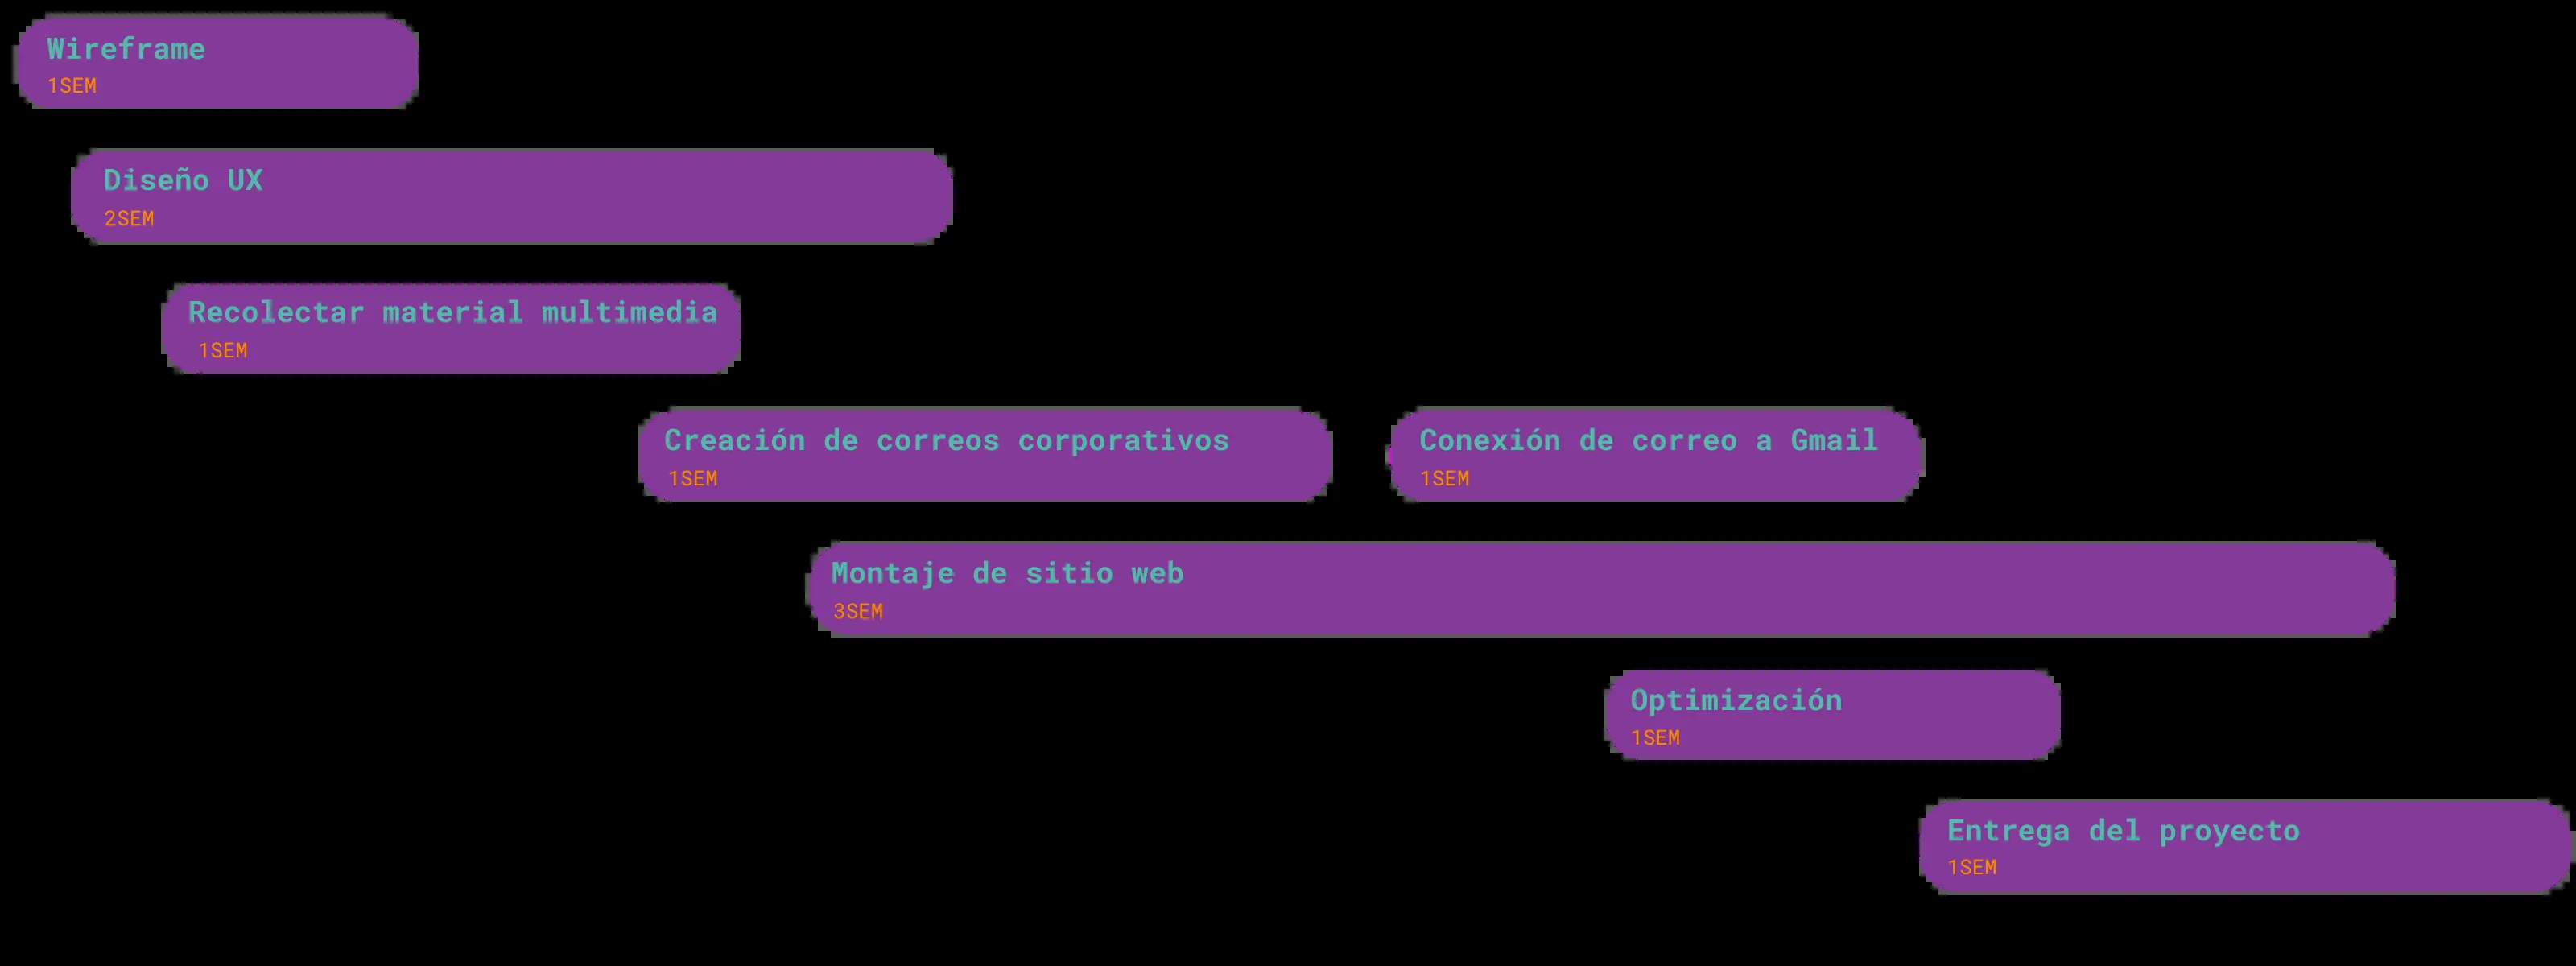 Wireframe
1SEM
Diseño UX
2SEM
Recolectar material multimedia
1SEM
Creación de correos corporativos
1SEM
Conexión de correo a Gmail
1SEM
Montaje de sitio web
3SEM
Optimización
1SEM
Entrega del proyecto
1SEM